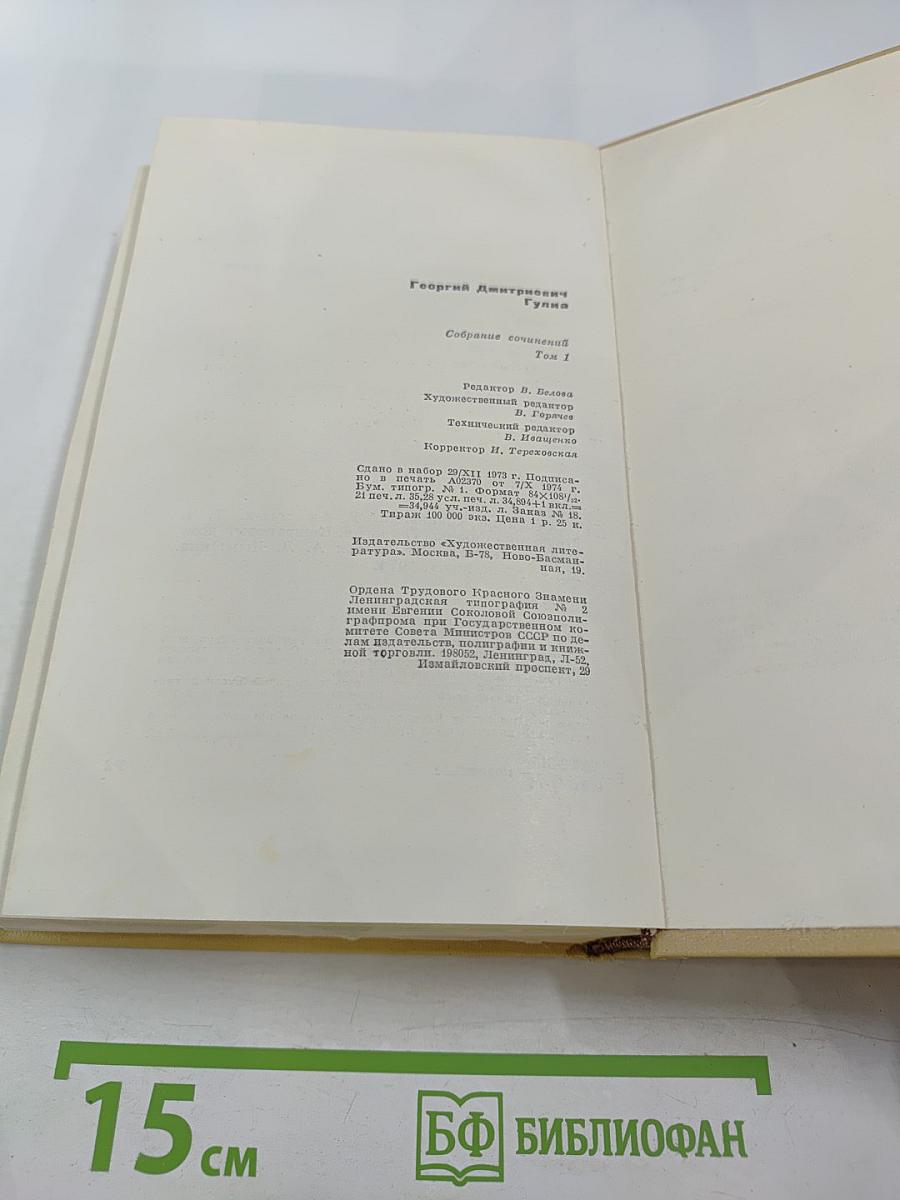 Георгий Дмитриевич
Гулиа
Собрание сочинений
Том 1
Редактор В. Белова
Художественный редактор
В. Горячев
Технический редактор
В. Иващенко
Корректор И. Тереховская
Сдано в набор 29/XII 1973 г. Подписа-
но в печать А02370 от 7/X 1974 г.
Бум. типогр. № 1. Формат 84×108¹/₃₂.
21 печ. л. 35,28 усл. печ. л. 34,894+1 вкл.=
=34,944 уч.-изд. л. Заказ № 18.
Тираж 100 000 экз. Цена 1 р. 25 к.
Издательство «Художественная лите-
ратура». Москва, Б-78, Ново-Басман-
ная, 19.
Ордена Трудового Красного Знамени
Ленинградская типография № 2
имени Евгении Соколовой Союзполи-
графпрома при Государственном ко-
митете Совета Министров СССР по де-
лам издательств, полиграфии и книж-
ной торговли. 198052, Ленинград, Л-52,
Измайловский проспект, 29
15 см
БФ БИБЛИОФАН